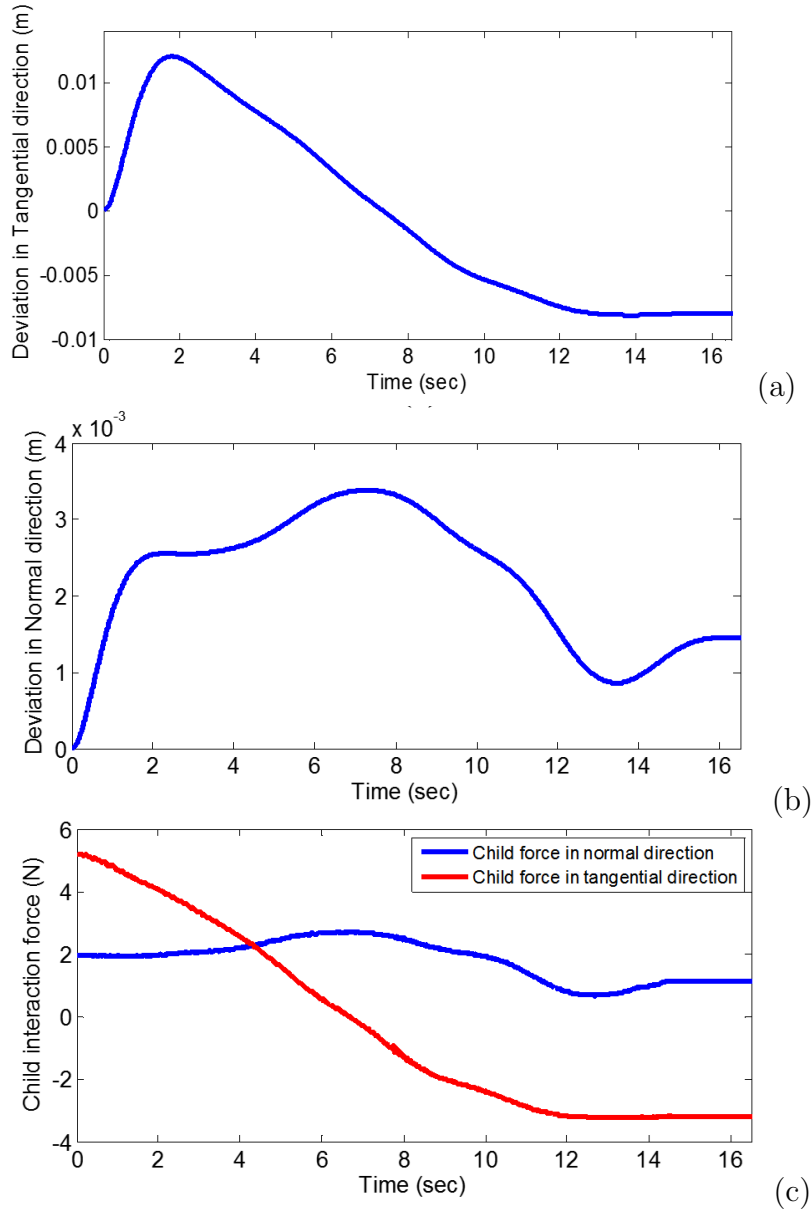 Deviation in Tangential direction (m)
0.01
0.005
0
-0.005
-0.01
0 2 4 6 8 10 12 14 16
Time (sec)
(a)
x 10⁻³
Deviation in Normal direction (m)
4
3
2
1
0
0 2 4 6 8 10 12 14 16
Time (sec)
(b)
Child interaction force (N)
6
4
2
0
-2
-4
Child force in normal direction
Child force in tangential direction
0 2 4 6 8 10 12 14 16
Time (sec)
(c)